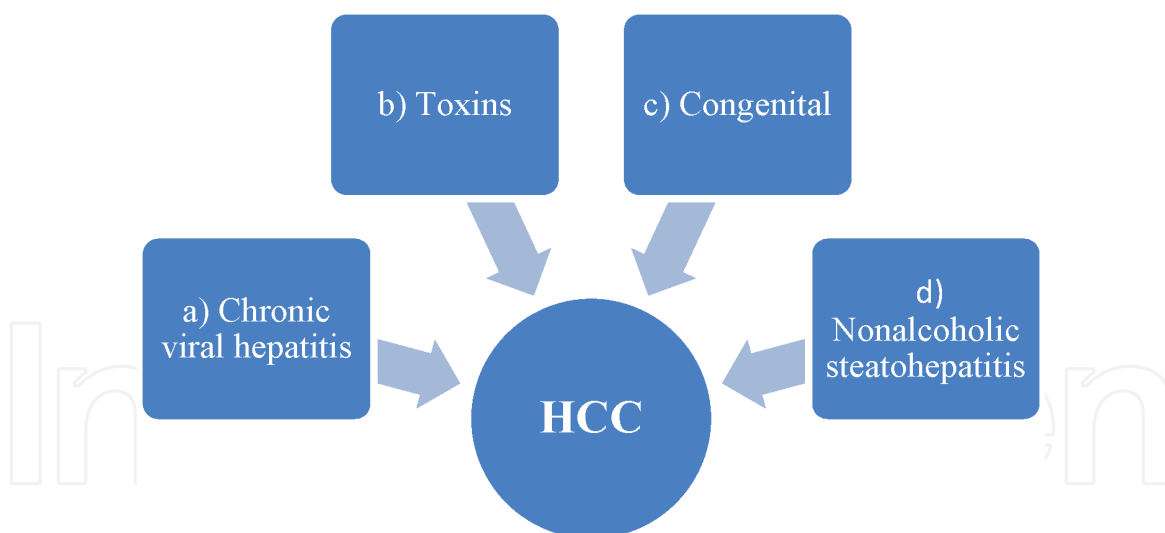 b) Toxins
c) Congenital
a) Chronic
viral hepatitis
d)
Nonalcoholic
steatohepatitis
HCC